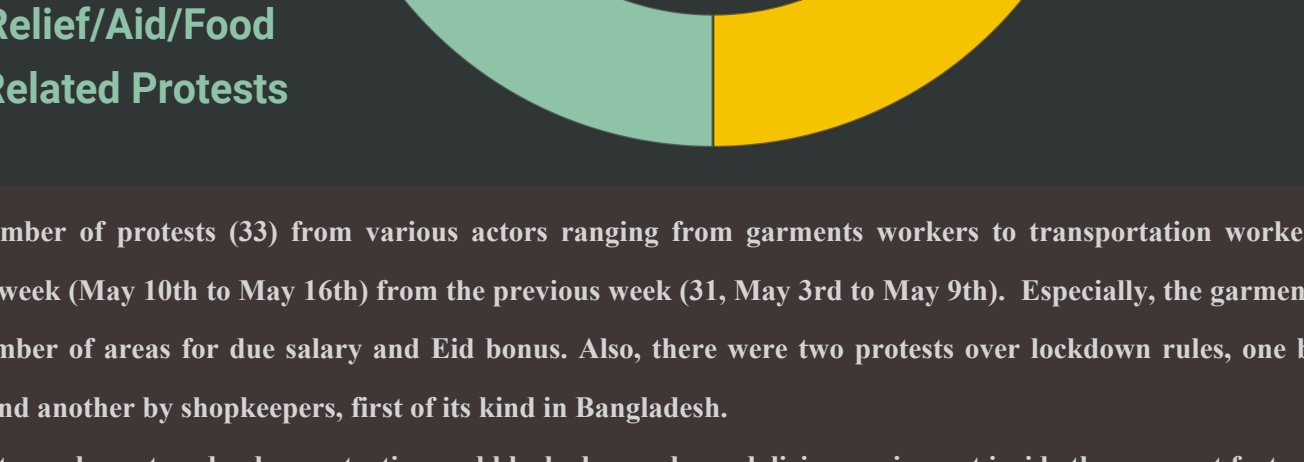 Relief/Aid/Food
Related Protests
mber of protests (33) from various actors ranging from garments workers to transportation worke
week (May 10th to May 16th) from the previous week (31, May 3rd to May 9th). Especially, the garmen
mber of areas for due salary and Eid bonus. Also, there were two protests over lockdown rules, one b
nd another by shopkeepers, first of its kind in Bangladesh.